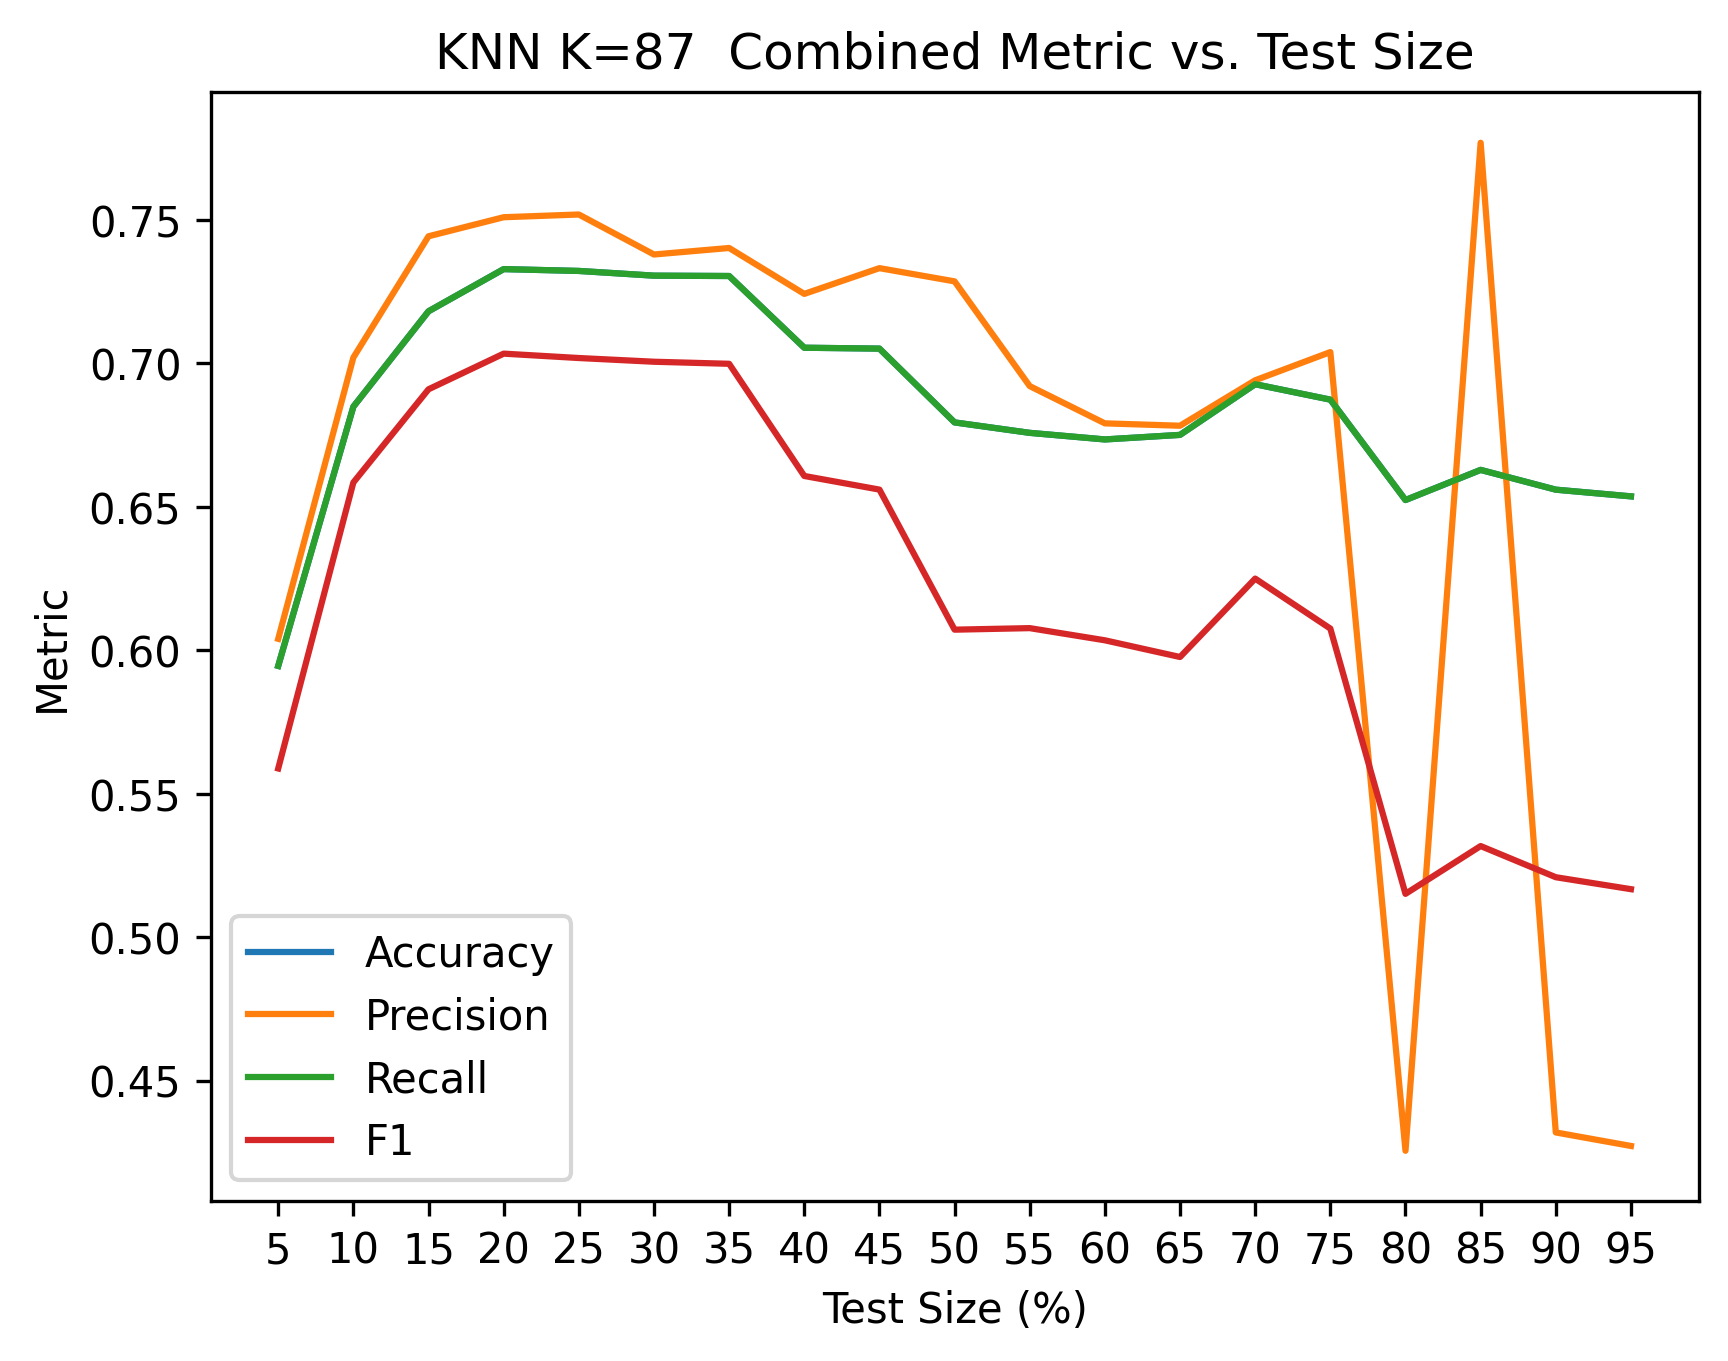 KNN K=87  Combined Metric vs. Test Size
0.75
0.70
0.65
0.60
0.55
0.50
0.45
Metric
Accuracy
Precision
Recall
F1
5 10 15 20 25 30 35 40 45 50 55 60 65 70 75 80 85 90 95
Test Size (%)